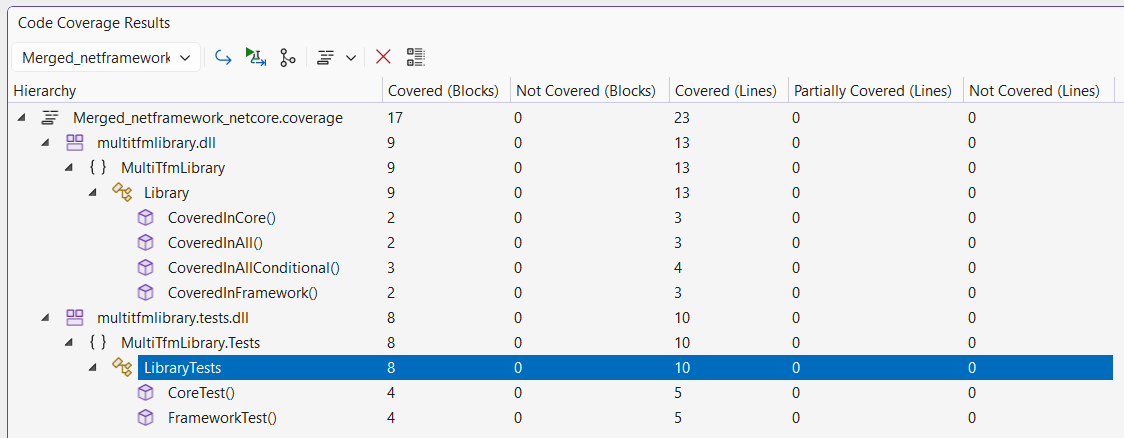 Code Coverage Results
Merged_netframework
Hierarchy Covered (Blocks) Not Covered (Blocks) Covered (Lines) Partially Covered (Lines) Not Covered (Lines)
Merged_netframework_netcore.coverage 17 0 23 0 0
multitfmlibrary.dll 9 0 13 0 0
{ } MultiTfmLibrary 9 0 13 0 0
Library 9 0 13 0 0
CoveredInCore() 2 0 3 0 0
CoveredInAll() 2 0 3 0 0
CoveredInAllConditional() 3 0 4 0 0
CoveredInFramework() 2 0 3 0 0
multitfmlibrary.tests.dll 8 0 10 0 0
{ } MultiTfmLibrary.Tests 8 0 10 0 0
LibraryTests 8 0 10 0 0
CoreTest() 4 0 5 0 0
FrameworkTest() 4 0 5 0 0